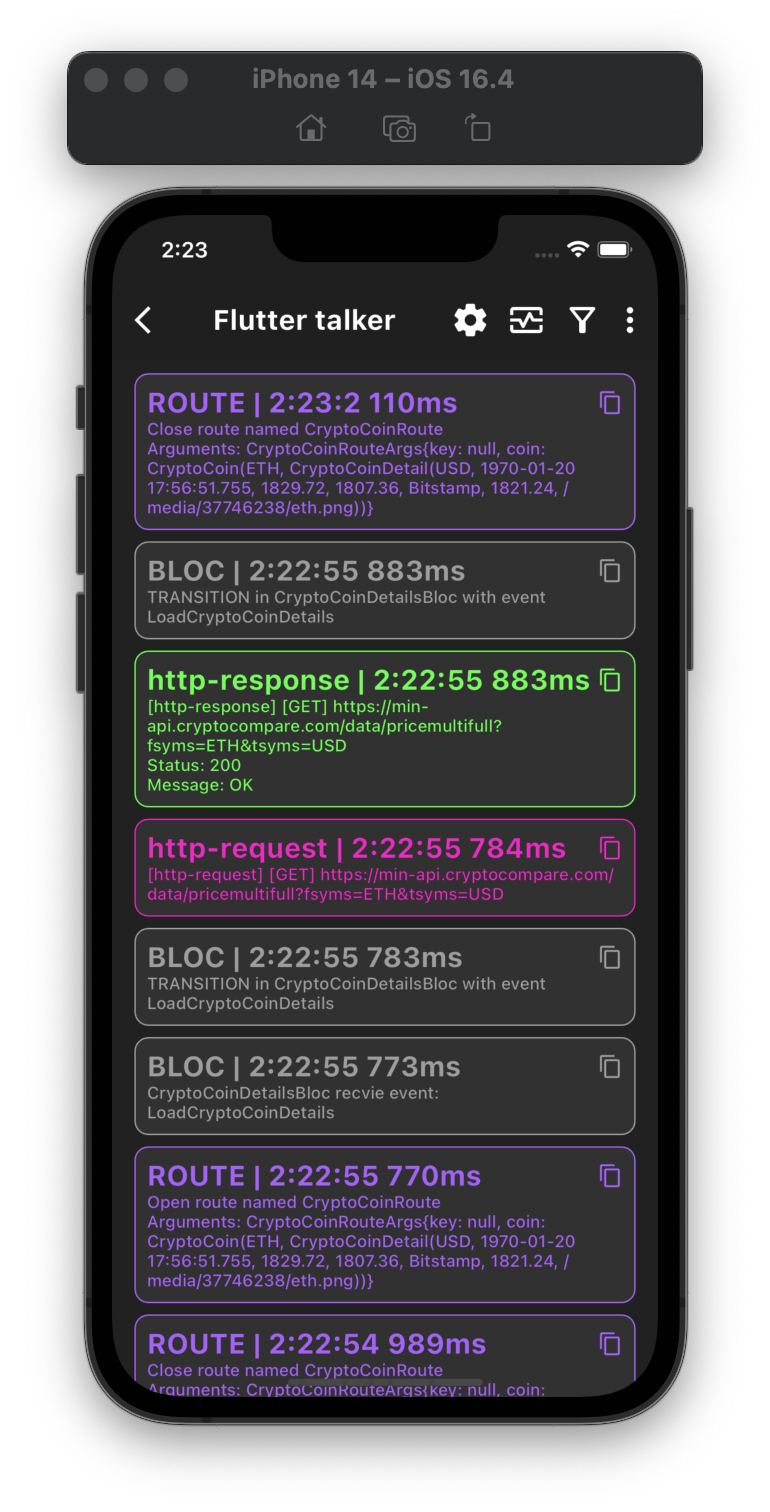 iPhone 14 – iOS 16.4
2:23
Flutter talker
ROUTE | 2:23:2 110ms
Close route named CryptoCoinRoute
Arguments: CryptoCoinRouteArgs{key: null, coin:
CryptoCoin(ETH, CryptoCoinDetail(USD, 1970-01-20
17:56:51.755, 1829.72, 1807.36, Bitstamp, 1821.24, /
media/37746238/eth.png))}
BLOC | 2:22:55 883ms
TRANSITION in CryptoCoinDetailsBloc with event
LoadCryptoCoinDetails
http-response | 2:22:55 883ms
[http-response] [GET] https://min-
api.cryptocompare.com/data/pricemultifull?
fsyms=ETH&tsyms=USD
Status: 200
Message: OK
http-request | 2:22:55 784ms
[http-request] [GET] https://min-api.cryptocompare.com/
data/pricemultifull?fsyms=ETH&tsyms=USD
BLOC | 2:22:55 783ms
TRANSITION in CryptoCoinDetailsBloc with event
LoadCryptoCoinDetails
BLOC | 2:22:55 773ms
CryptoCoinDetailsBloc recvie event:
LoadCryptoCoinDetails
ROUTE | 2:22:55 770ms
Open route named CryptoCoinRoute
Arguments: CryptoCoinRouteArgs{key: null, coin:
CryptoCoin(ETH, CryptoCoinDetail(USD, 1970-01-20
17:56:51.755, 1829.72, 1807.36, Bitstamp, 1821.24, /
media/37746238/eth.png))}
ROUTE | 2:22:54 989ms
Close route named CryptoCoinRoute
Arguments: CryptoCoinRouteArgs{key: null, coin: